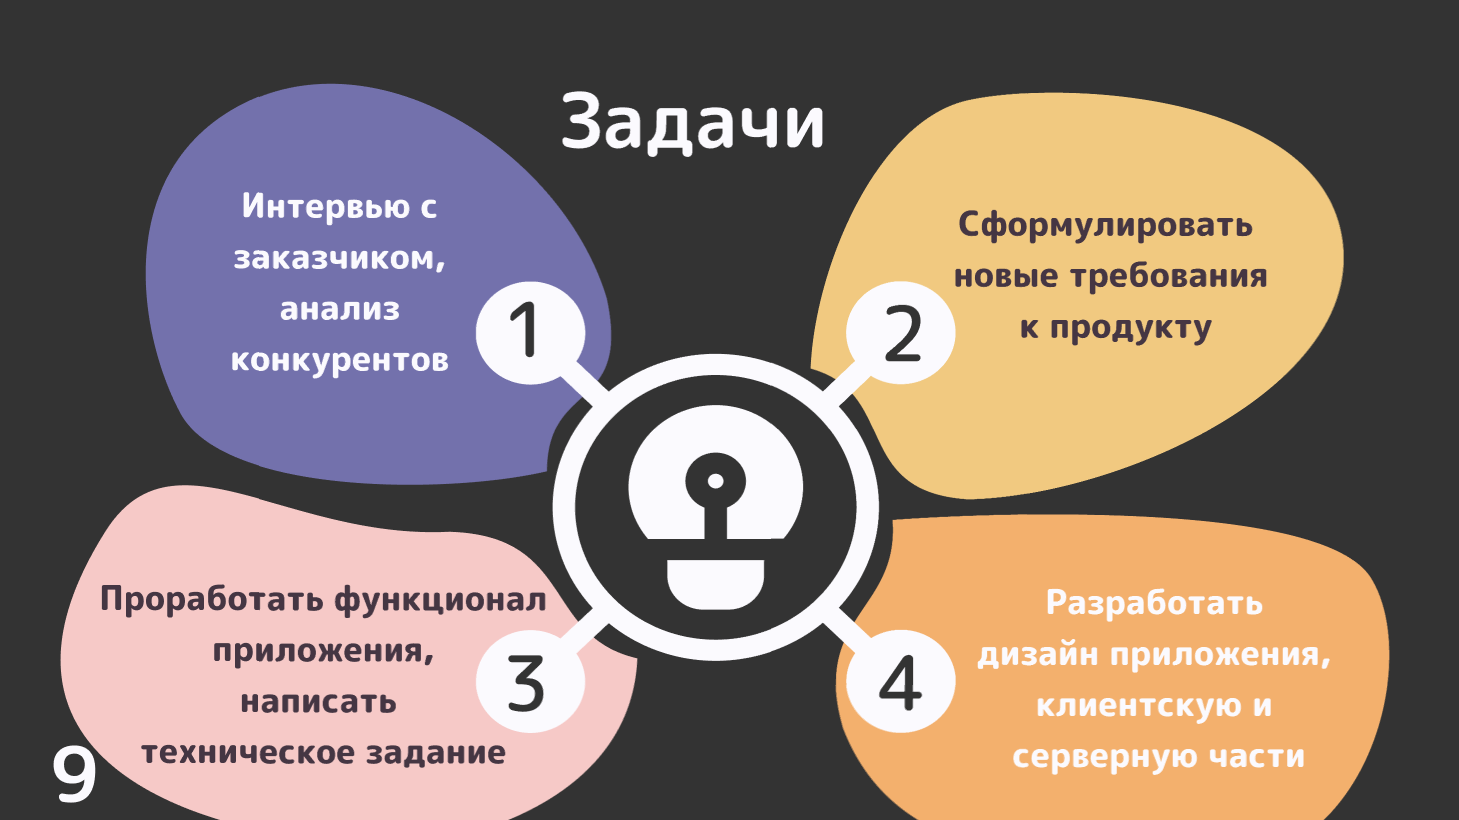 Задачи
Интервью с
заказчиком,
анализ
конкурентов
1
Сформулировать
новые требования
к продукту
2
Проработать функционал
приложения,
написать
техническое задание
3
Разработать
дизайн приложения,
клиентскую и
серверную части
4
9